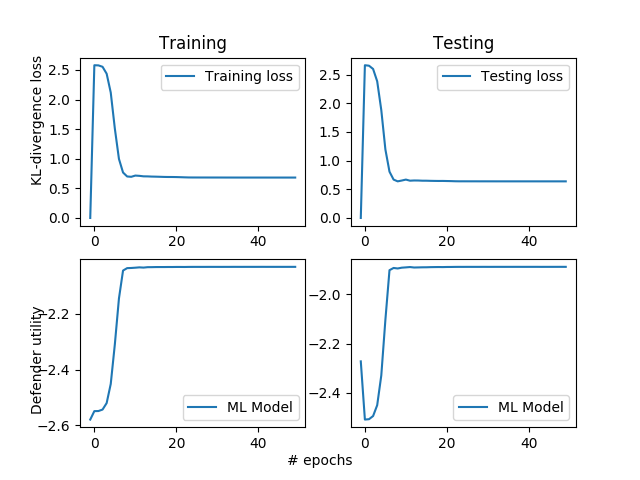 Training
Testing
KL-divergence loss
2.5
2.0
1.5
1.0
0.5
0.0
Training loss
0 20 40
2.5
2.0
1.5
1.0
0.5
0.0
Testing loss
0 20 40
Defender utility
−2.2
−2.4
−2.6
ML Model
0 20 40
−2.0
−2.2
−2.4
ML Model
0 20 40
# epochs